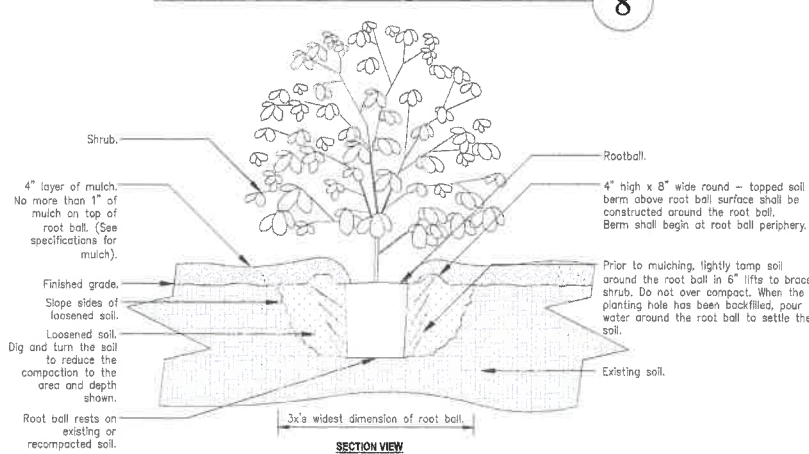 8
Shrub.
4" layer of mulch.
No more than 1" of
mulch on top of
root ball. (See
specifications for
mulch).
Finished grade.
Slope sides of
loosened soil.
Loosened soil.
Dig and turn the soil
to reduce the
compaction to the
area and depth
shown.
Root ball rests on
existing or
recompacted soil.
Rootball.
4" high x 8" wide round - topped soil
berm above root ball surface shall be
constructed around the root ball.
Berm shall begin at root ball periphery.
Prior to mulching, lightly tamp soil
around the root ball in 6" lifts to brace
shrub. Do not over compact. When the
planting hole has been backfilled, pour
water around the root ball to settle the
soil.
Existing soil.
3x's widest dimension of root ball.
SECTION VIEW